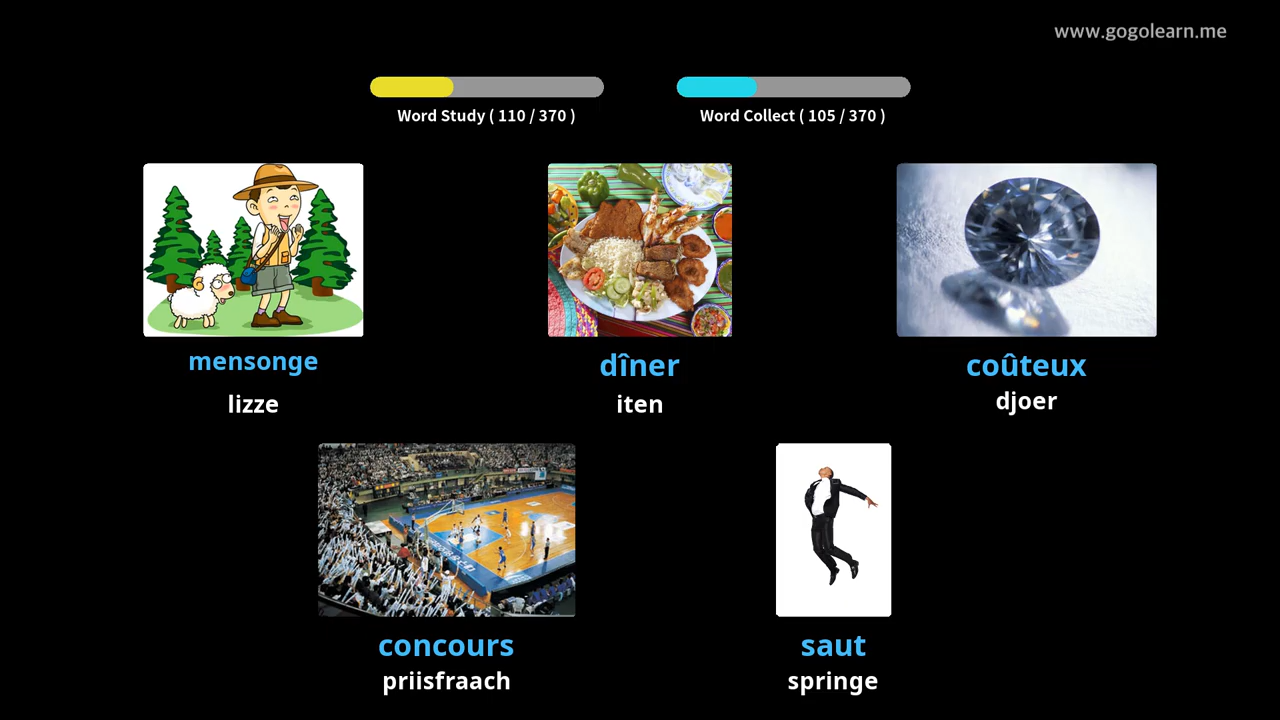 www.gogolearn.me
Word Study ( 110 / 370 )
Word Collect ( 105 / 370 )
mensonge
lizze
dîner
iten
coûteux
djoer
concours
priisfraach
saut
springe